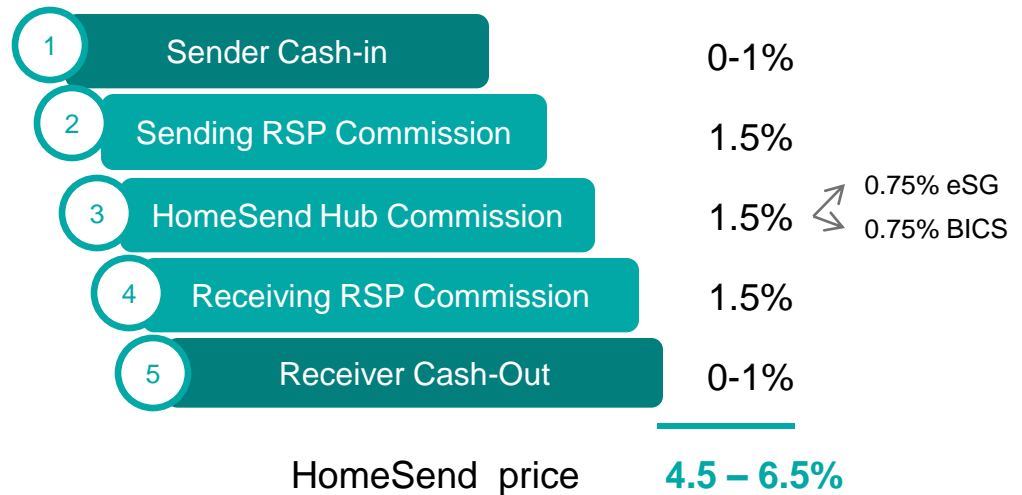 1 Sender Cash-in 0-1%
2 Sending RSP Commission 1.5%
3 HomeSend Hub Commission 1.5% 0.75% eSG
0.75% BICS
4 Receiving RSP Commission 1.5%
5 Receiver Cash-Out 0-1%
HomeSend price 4.5 – 6.5%